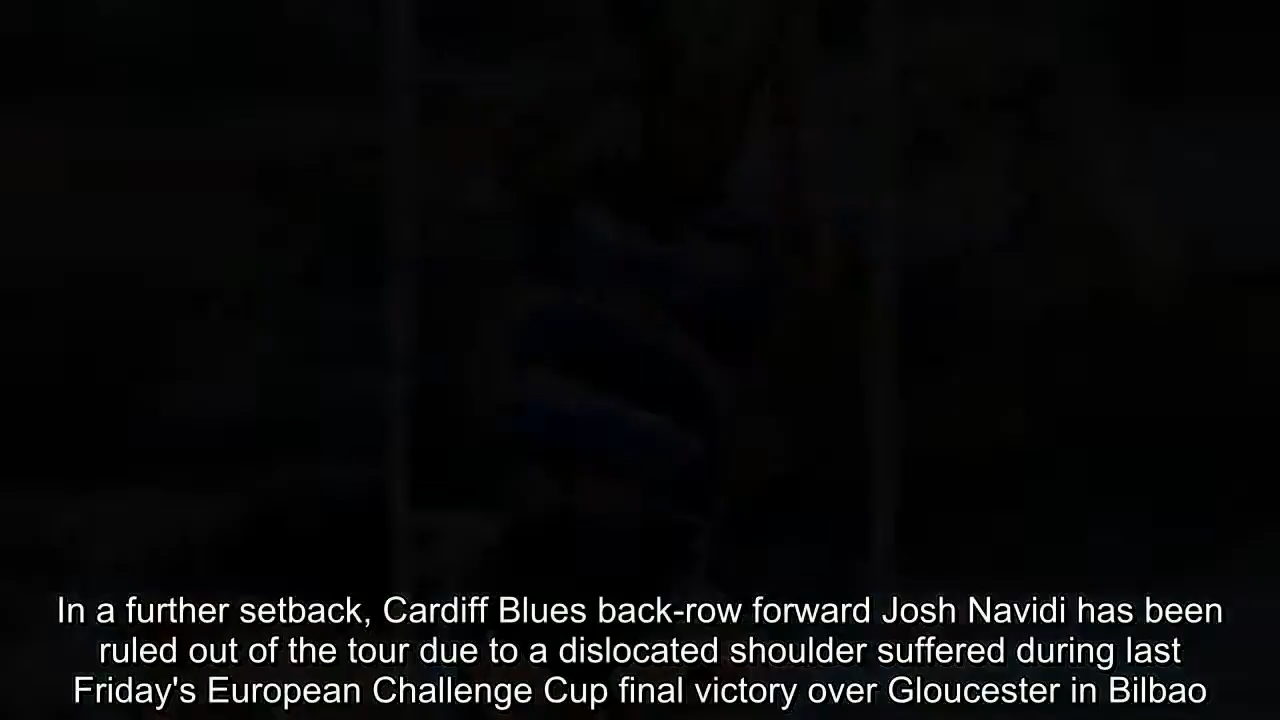 In a further setback, Cardiff Blues back-row forward Josh Navidi has been
ruled out of the tour due to a dislocated shoulder suffered during last
Friday's European Challenge Cup final victory over Gloucester in Bilbao